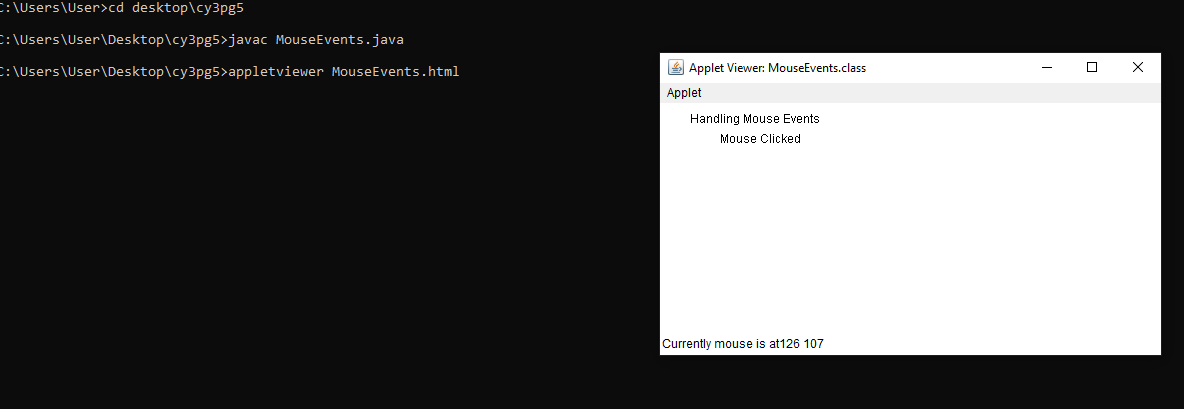 C:\Users\User>cd desktop\cy3pg5
C:\Users\User\Desktop\cy3pg5>javac MouseEvents.java
C:\Users\User\Desktop\cy3pg5>appletviewer MouseEvents.html
Applet Viewer: MouseEvents.class
Applet
Handling Mouse Events
Mouse Clicked
Currently mouse is at126 107